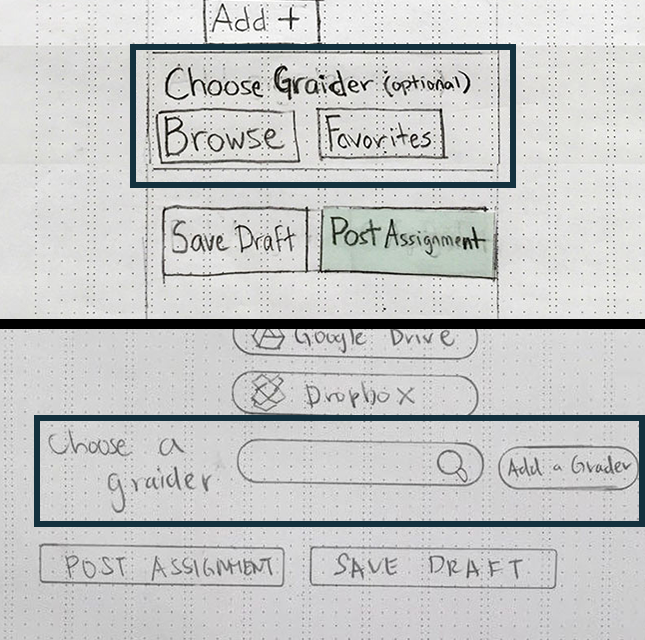 Add +
Choose Graider (optional)
Browse Favorites
Save Draft Post Assignment
Google Drive
Dropbox
Choose a
graider
Add a Grader
POST ASSIGNMENT SAVE DRAFT